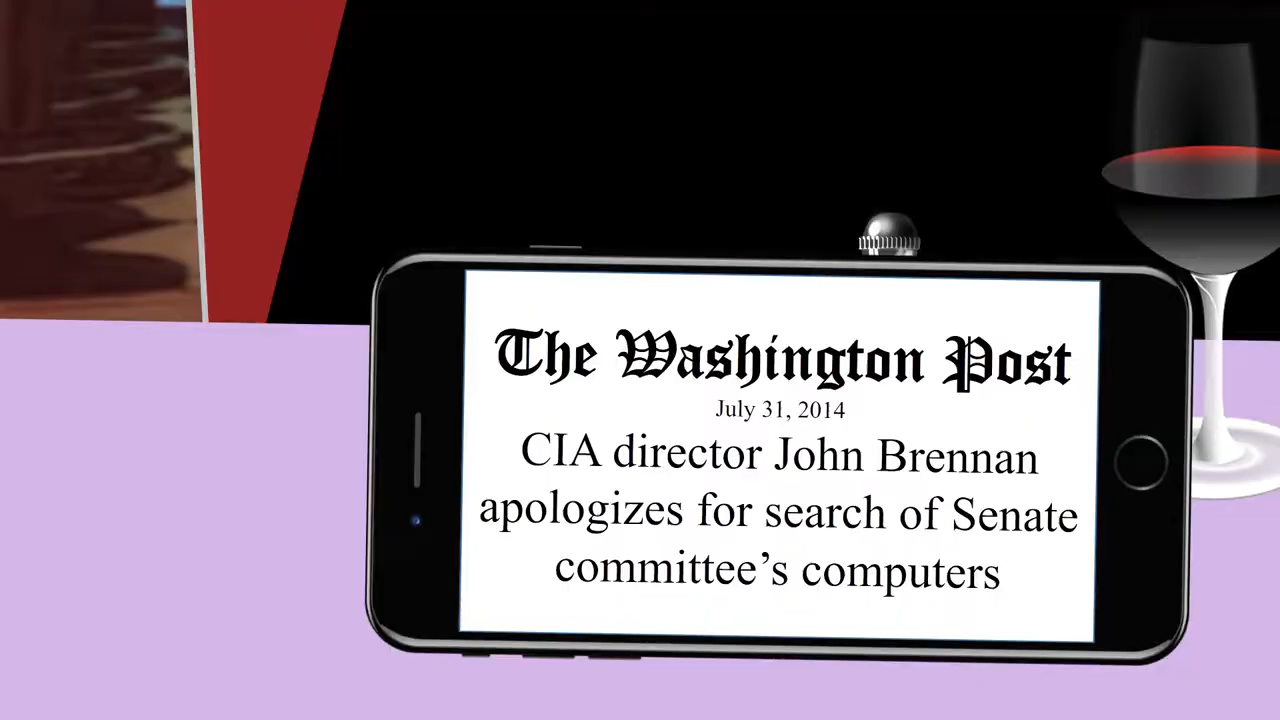 The Washington Post
July 31, 2014
CIA director John Brennan
apologizes for search of Senate
committee’s computers